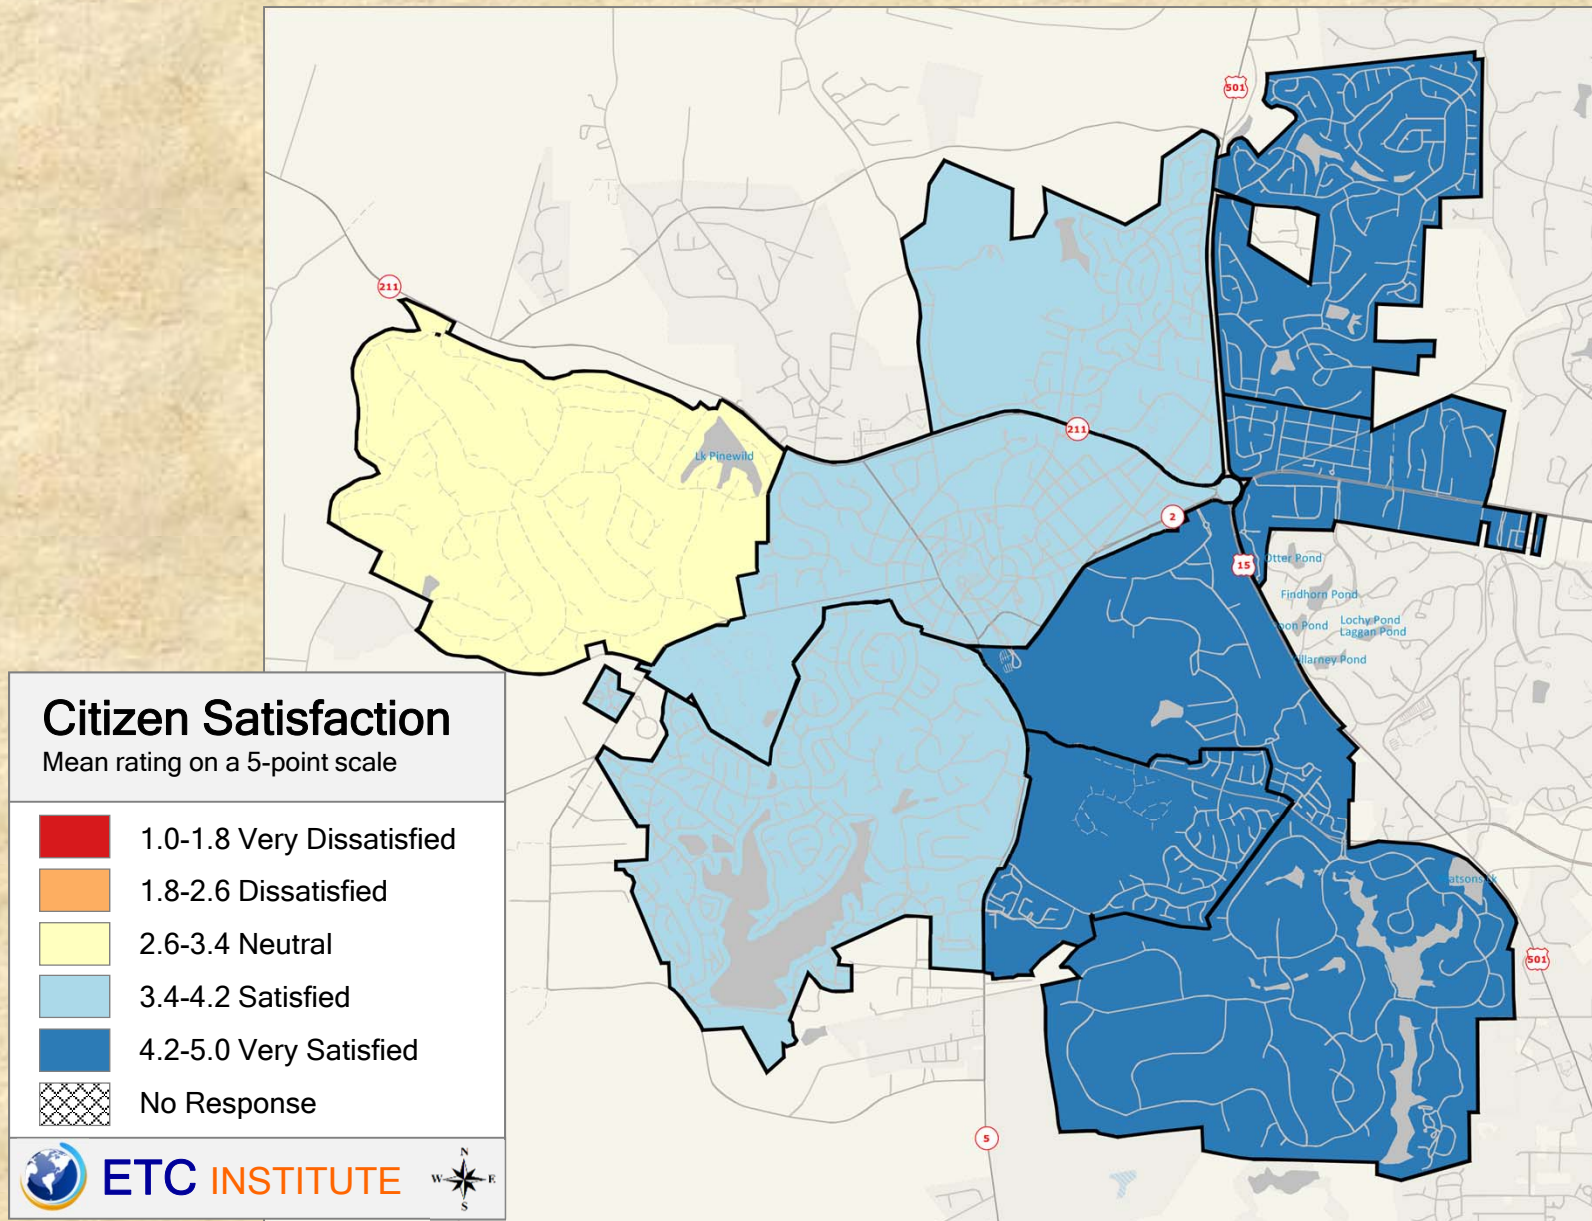 501
211
211
Lk Pinewild
2
15
Otter Pond
Findhorn Pond
Lochy Pond
Laggan Pond
Pond
Pond
501
5
Citizen Satisfaction
Mean rating on a 5-point scale
1.0-1.8 Very Dissatisfied
1.8-2.6 Dissatisfied
2.6-3.4 Neutral
3.4-4.2 Satisfied
4.2-5.0 Very Satisfied
No Response
ETC INSTITUTE
N
W E
S